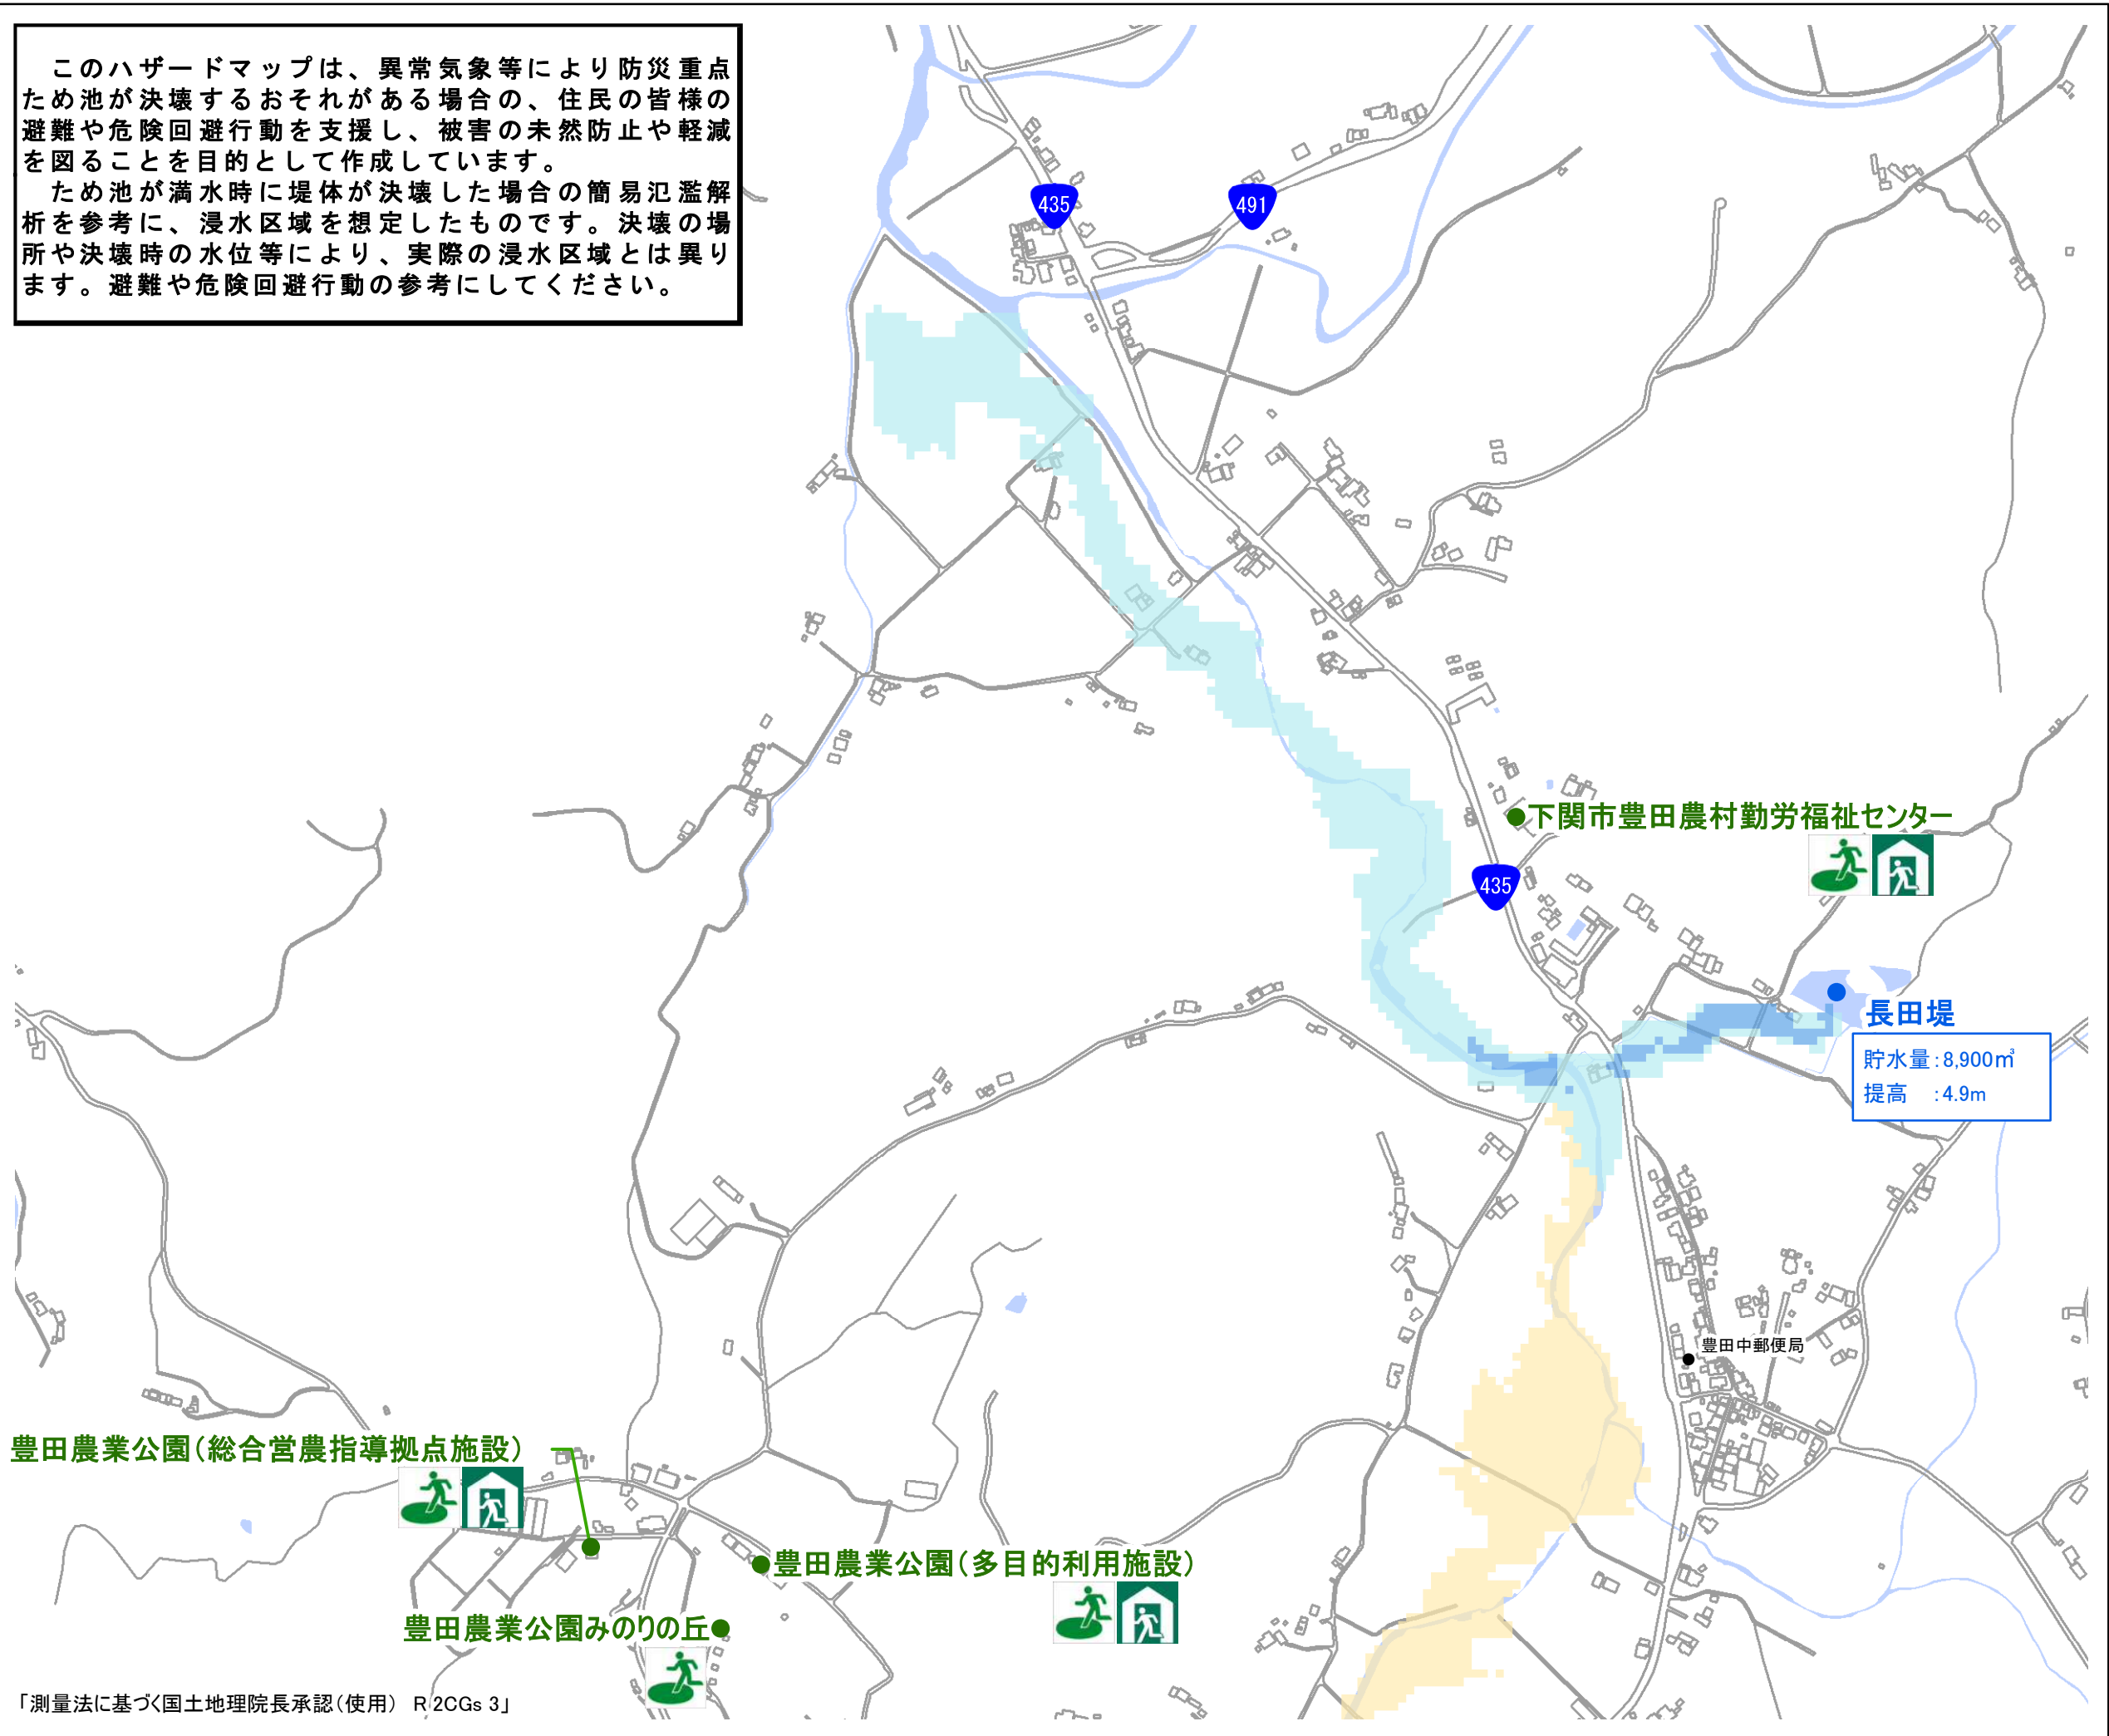 このハザードマップは、異常気象等により防災重点
ため池が決壊するおそれがある場合の、住民の皆様の
避難や危険回避行動を支援し、被害の未然防止や軽減
を図ることを目的として作成しています。
ため池が満水時に堤体が決壊した場合の簡易氾濫解
析を参考に、浸水区域を想定したものです。決壊の場
所や決壊時の水位等により、実際の浸水区域とは異り
ます。避難や危険回避行動の参考にしてください。
435
491
下関市豊田農村勤労福祉センター
435
長田堤
貯水量:8,900㎥
提高 :4.9m
豊田中郵便局
豊田農業公園(総合営農指導拠点施設)
豊田農業公園(多目的利用施設)
豊田農業公園みのりの丘
「測量法に基づく国土地理院長承認(使用) R 2CGs 3」